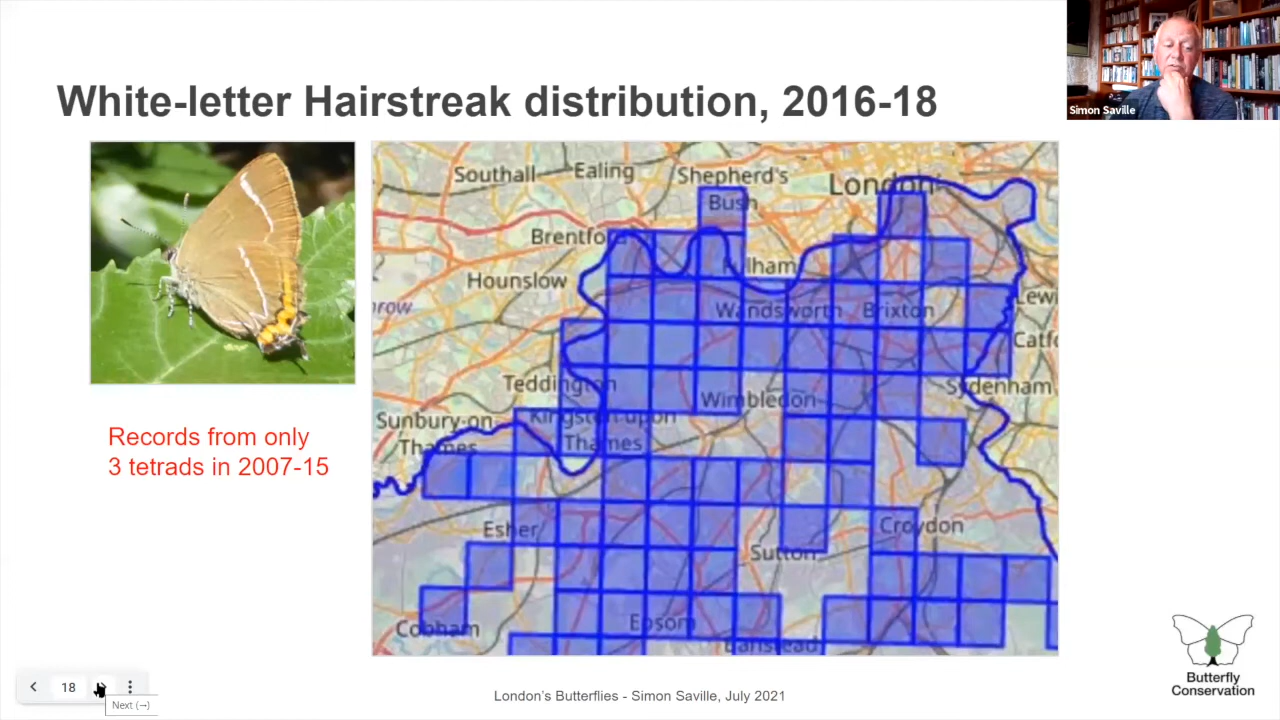 Simon Saville
White-letter Hairstreak distribution, 2016-18
Southall
Ealing
Shepherd's
Bush
London
Brentford
Fulham
Hounslow
Wandsworth
Brixton
Teddington
Wimbledon
Sydenham
Sunbury-on-
Thames
Kingston upon
Thames
Records from only
3 tetrads in 2007-15
Esher
Croydon
Sutton
Cobham
Epsom
Banstead
18
Next (→)
London's Butterflies - Simon Saville, July 2021
Butterfly
Conservation